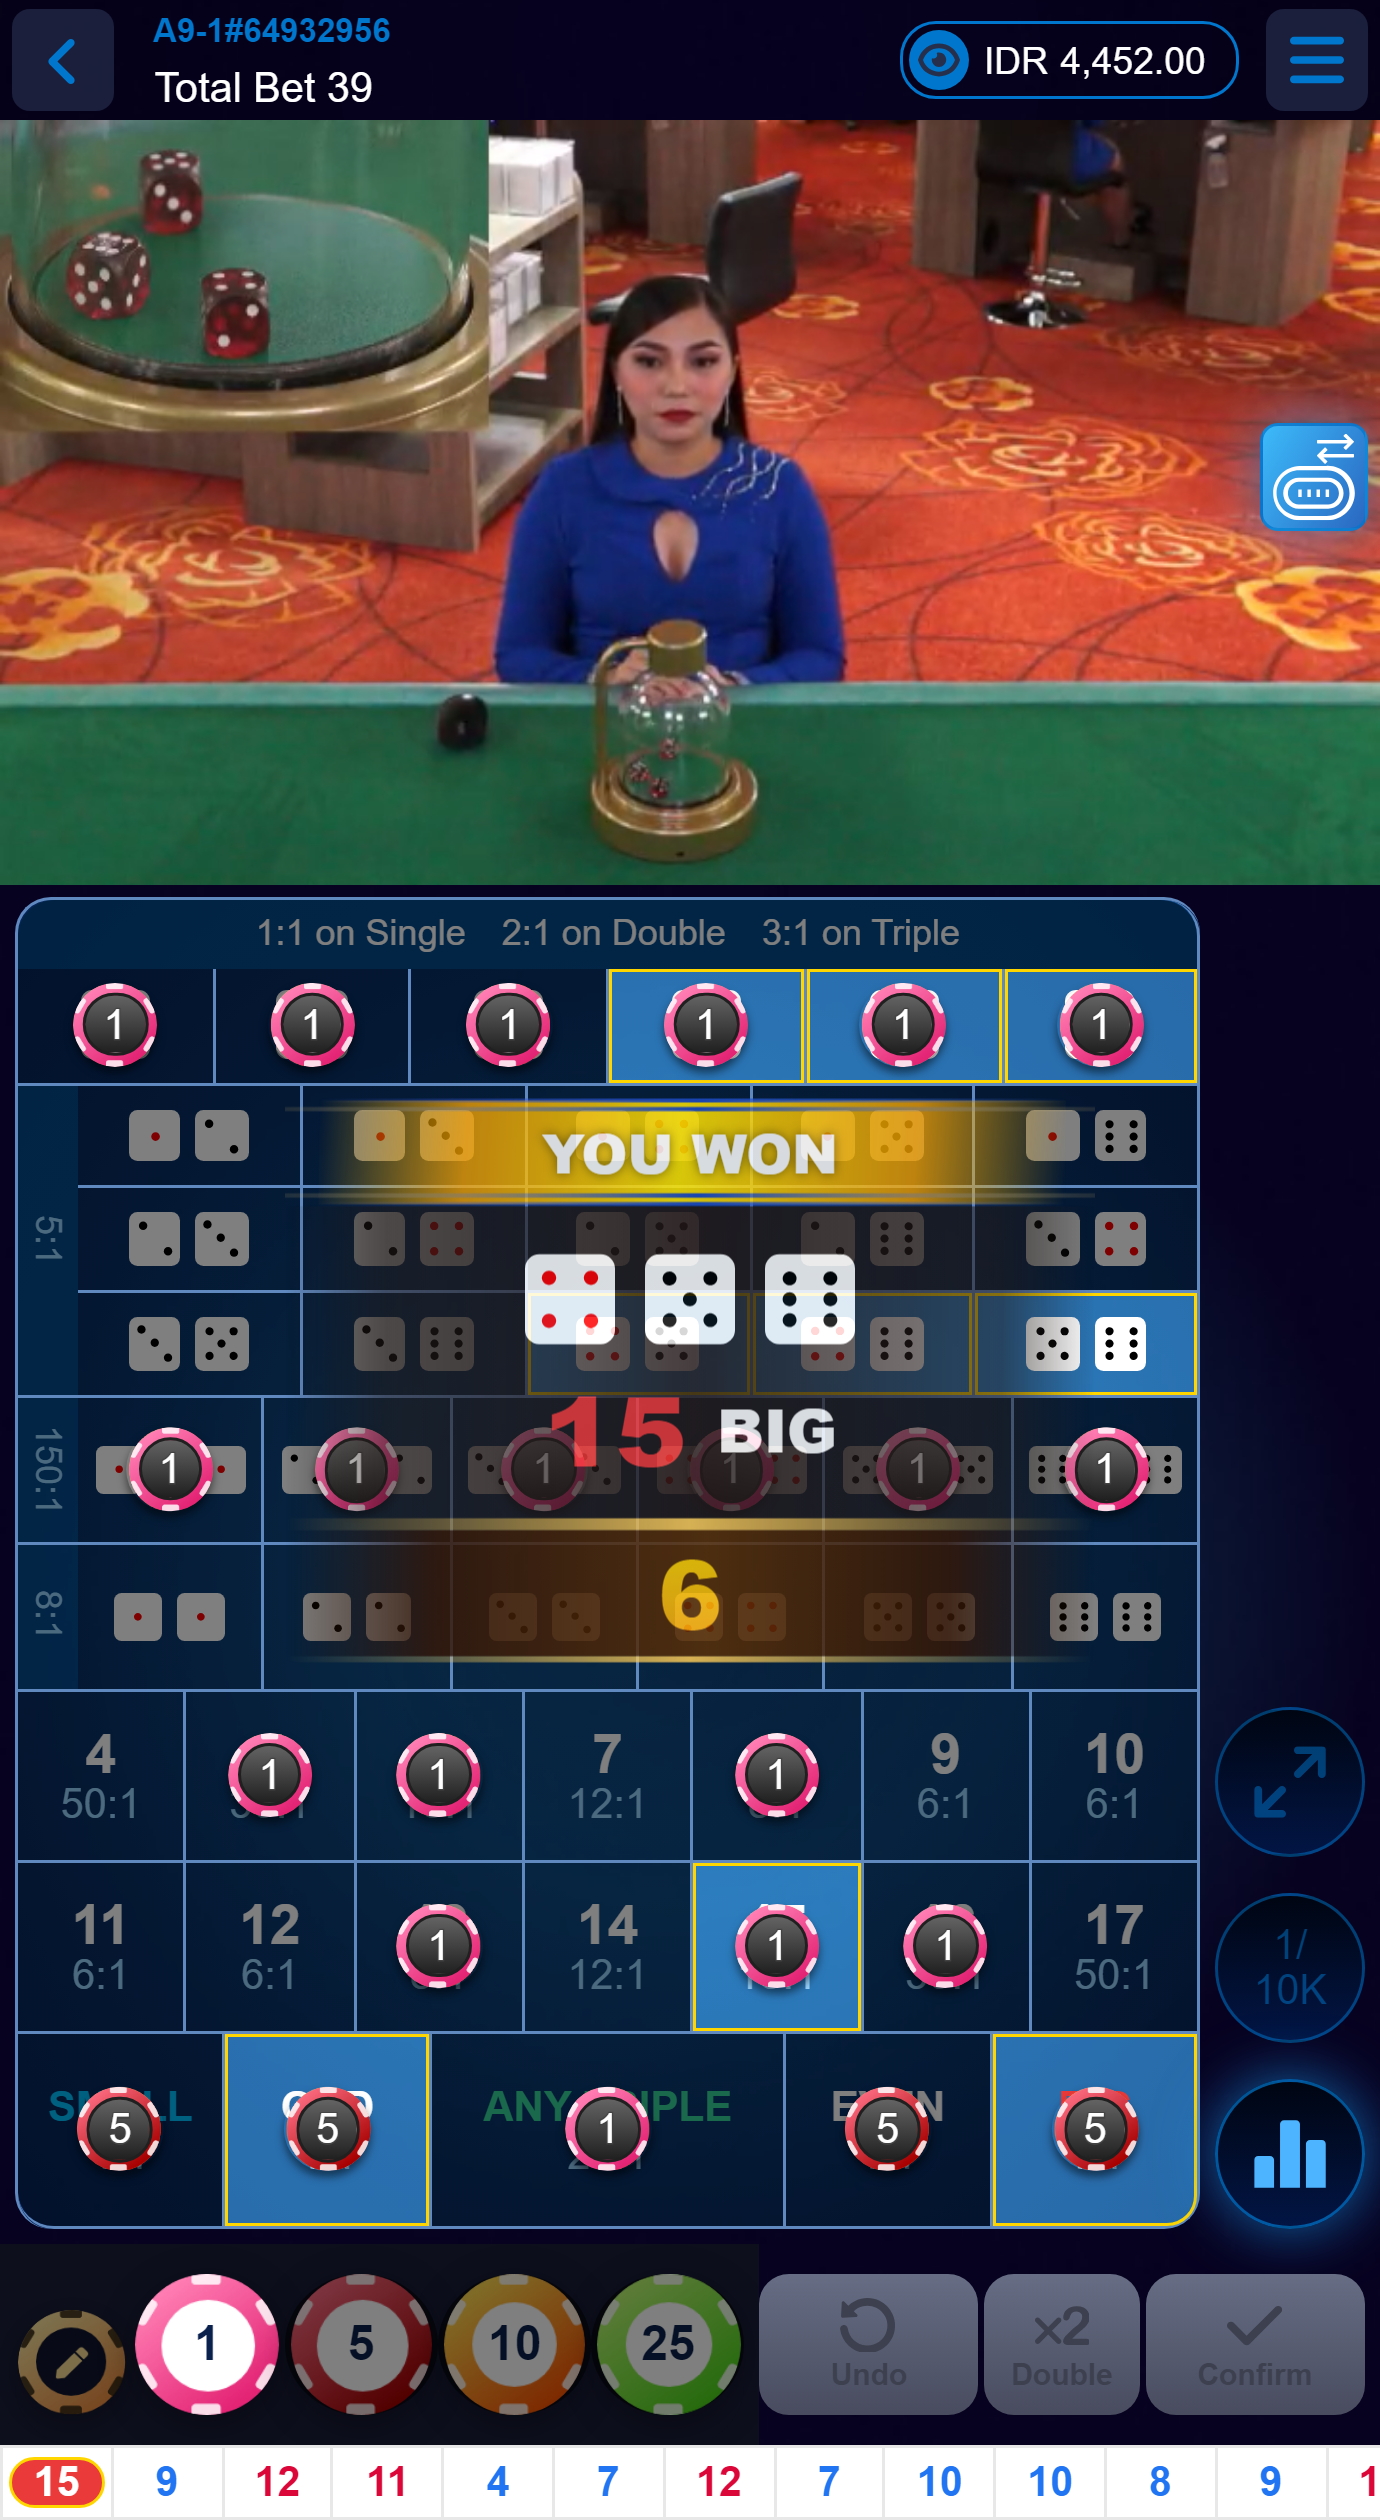 A9-1#64932956
Total Bet 39
IDR 4,452.00
1:1 on Single 2:1 on Double 3:1 on Triple
1 1 1 1 1 1
YOU WON
5:1
15 BIG
150:1
1 1 1 1 1 1
6
8:1
4 1 1 7 1 9 10
50:1 12:1 6:1 6:1
11 12 1 14 1 1 17
6:1 6:1 12:1 50:1
1/
10K
ANY
5 5 1 5 5
1 5 10 25
Undo
x2
Double
Confirm
15 9 12 11 4 7 12 7 10 10 8 9